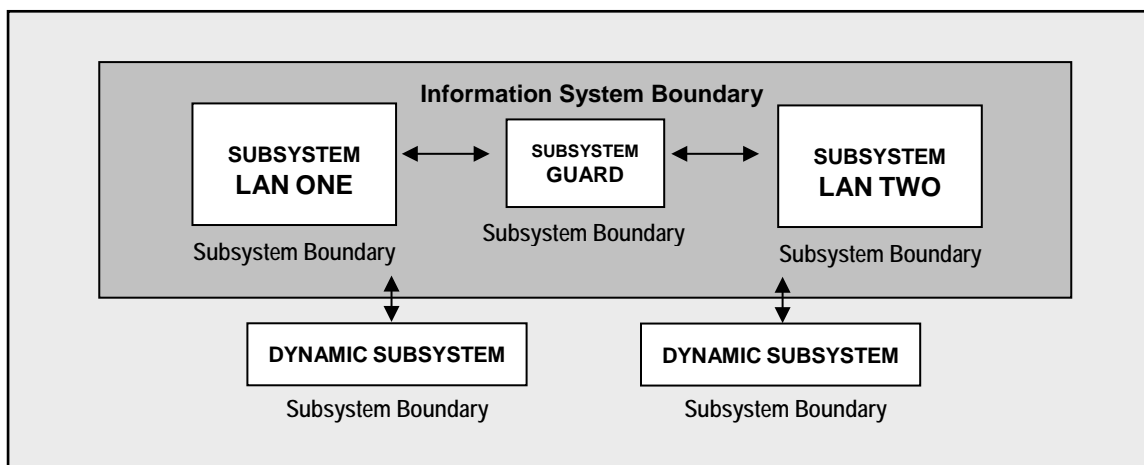 Information System Boundary
SUBSYSTEM
LAN ONE
SUBSYSTEM
GUARD
SUBSYSTEM
LAN TWO
Subsystem Boundary
Subsystem Boundary
Subsystem Boundary
DYNAMIC SUBSYSTEM
DYNAMIC SUBSYSTEM
Subsystem Boundary
Subsystem Boundary